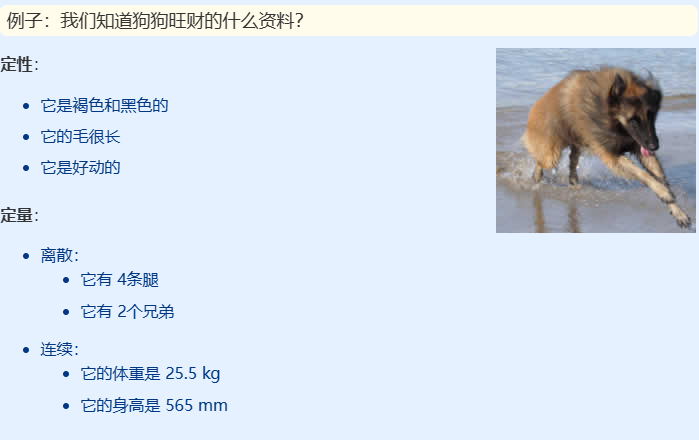 例子：我们知道狗狗旺财的什么资料？
定性：
它是褐色和黑色的
它的毛很长
它是好动的
定量：
离散：
它有 4条腿
它有 2个兄弟
连续：
它的体重是 25.5 kg
它的身高是 565 mm